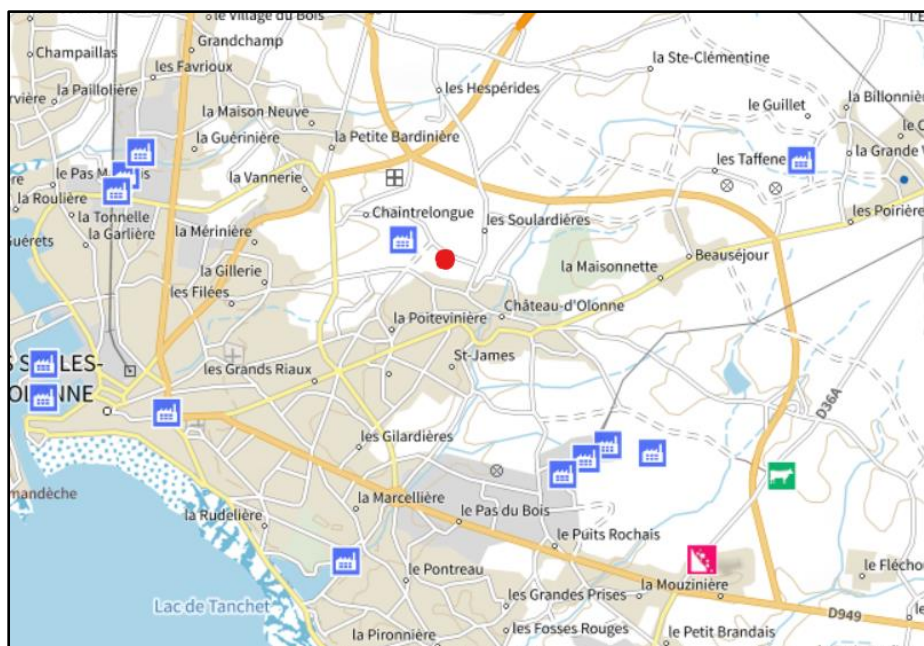 le Village du Bois
Grandchamp
Champaillas
les Favrioux
la Paillolière
la Ste-Clémentine
les Hespérides
la Maison Neuve
la Guérinière
la Petite Bardinière
le Guillet
la Billonnière
les Taffene
la Grande
le Pas
la Vannerie
la Roulière
la Tonnelle
la Garlière
la Mérinière
Chaintrelongue
les Soulardières
les Poirière
la Gillerie
les Filées
la Maisonnette
Beauséjour
la Poitevinière
Château-d'Olonne
St-James
les Grands Riaux
D36A
les Gilardières
la Marcellière
la Rudelière
le Pas du Bois
le Puits Rochais
le Pontreau
les Grandes Prises
la Mouzinière
Lac de Tanchet
D949
les Fosses Rouges
la Pironnière
le Petit Brandais